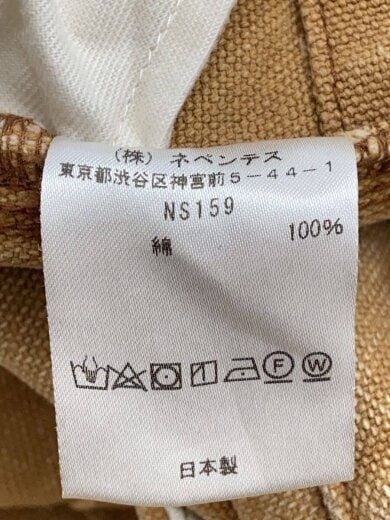 (株) ネペンテス
東京都渋谷区神宮前5-44-1
NS159
綿 100%
F W
日本製